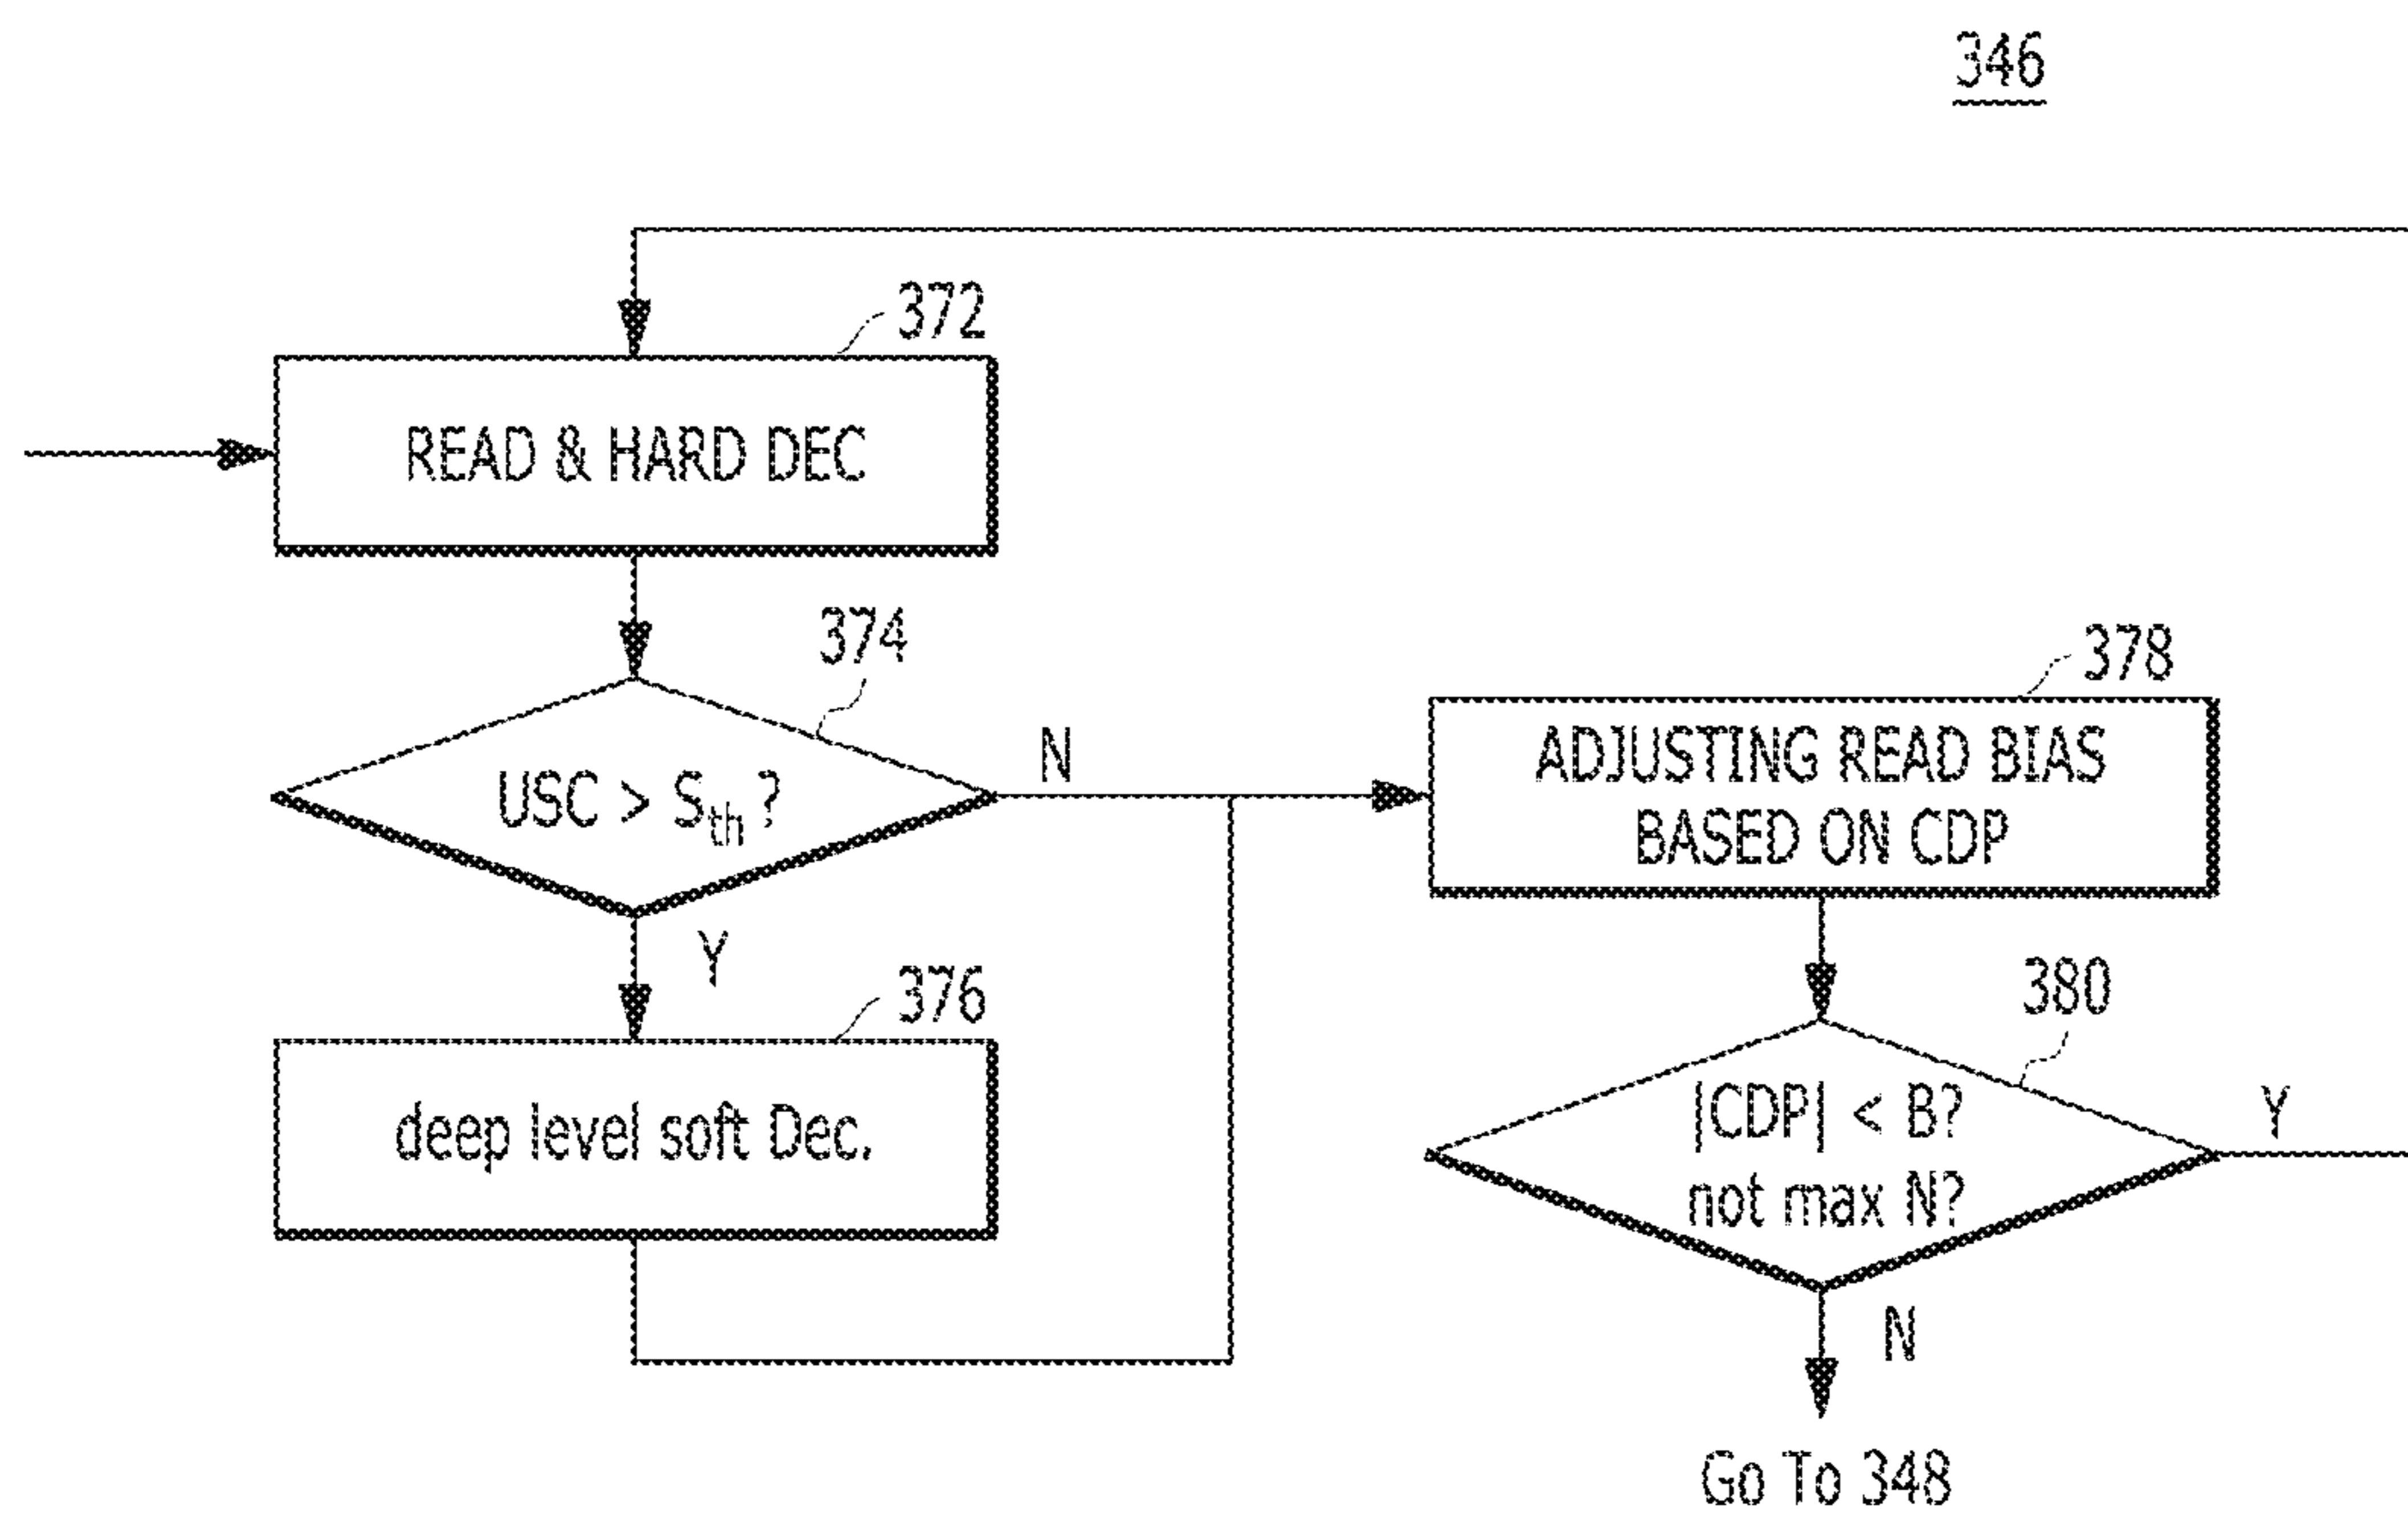 346
372
READ & HARD DEC
374
USC > Sth ?
N
Y
376
deep level soft Dec.
378
ADJUSTING READ BIAS
BASED ON CDP
380
|CDP| < B?
not max N?
Y
N
Go To 348